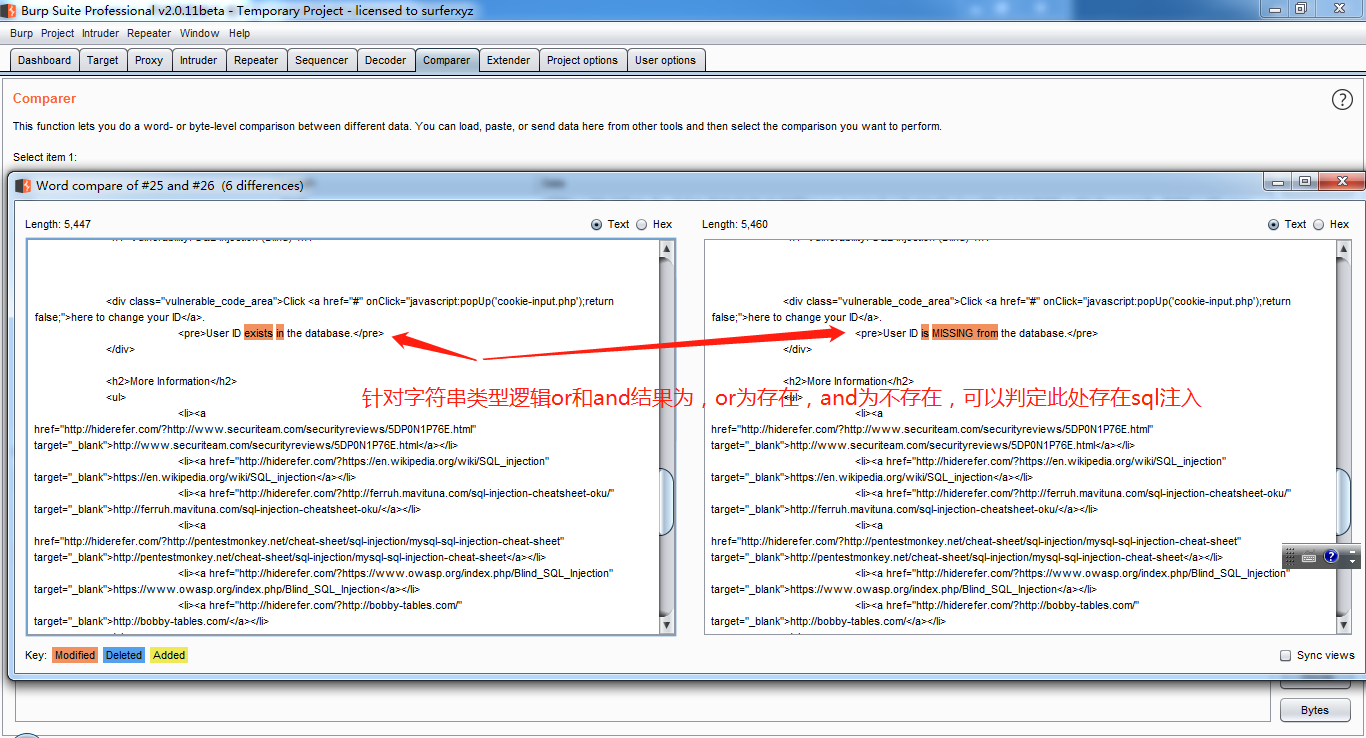 Burp Suite Professional v2.0.11beta - Temporary Project - licensed to surferxyz
Burp Project Intruder Repeater Window Help
Dashboard Target Proxy Intruder Repeater Sequencer Decoder Comparer Extender Project options User options
Comparer
?
This function lets you do a word- or byte-level comparison between different data. You can load, paste, or send data here from other tools and then select the comparison you want to perform.
Select item 1:
Word compare of #25 and #26 (6 differences)
Length: 5,447
Text Hex
<div class="vulnerable_code_area">Click <a href="#" onClick="javascript:popUp('cookie-input.php');return
false;">here to change your ID</a>.
<pre>User ID exists in the database.</pre>
</div>
<h2>More Information</h2>
<ul>
<li><a
href="http://hiderefer.com/?http://www.securiteam.com/securityreviews/5DP0N1P76E.html"
target="_blank">http://www.securiteam.com/securityreviews/5DP0N1P76E.html</a></li>
<li><a href="http://hiderefer.com/?https://en.wikipedia.org/wiki/SQL_injection"
target="_blank">https://en.wikipedia.org/wiki/SQL_injection</a></li>
<li><a href="http://hiderefer.com/?http://ferruh.mavituna.com/sql-injection-cheatsheet-oku/"
target="_blank">http://ferruh.mavituna.com/sql-injection-cheatsheet-oku/</a></li>
<li><a
href="http://hiderefer.com/?http://pentestmonkey.net/cheat-sheet/sql-injection/mysql-sql-injection-cheat-sheet"
target="_blank">http://pentestmonkey.net/cheat-sheet/sql-injection/mysql-sql-injection-cheat-sheet</a></li>
<li><a href="http://hiderefer.com/?https://www.owasp.org/index.php/Blind_SQL_Injection"
target="_blank">https://www.owasp.org/index.php/Blind_SQL_Injection</a></li>
<li><a href="http://hiderefer.com/?http://bobby-tables.com/"
target="_blank">http://bobby-tables.com/</a></li>
Length: 5,460
Text Hex
<div class="vulnerable_code_area">Click <a href="#" onClick="javascript:popUp('cookie-input.php');return
false;">here to change your ID</a>.
<pre>User ID is MISSING from the database.</pre>
</div>
<h2>More Information</h2>
<ul>
<li><a
href="http://hiderefer.com/?http://www.securiteam.com/securityreviews/5DP0N1P76E.html"
target="_blank">http://www.securiteam.com/securityreviews/5DP0N1P76E.html</a></li>
<li><a href="http://hiderefer.com/?https://en.wikipedia.org/wiki/SQL_injection"
target="_blank">https://en.wikipedia.org/wiki/SQL_injection</a></li>
<li><a href="http://hiderefer.com/?http://ferruh.mavituna.com/sql-injection-cheatsheet-oku/"
target="_blank">http://ferruh.mavituna.com/sql-injection-cheatsheet-oku/</a></li>
<li><a
href="http://hiderefer.com/?http://pentestmonkey.net/cheat-sheet/sql-injection/mysql-sql-injection-cheat-sheet"
target="_blank">http://pentestmonkey.net/cheat-sheet/sql-injection/mysql-sql-injection-cheat-sheet</a></li>
<li><a href="http://hiderefer.com/?https://www.owasp.org/index.php/Blind_SQL_Injection"
target="_blank">https://www.owasp.org/index.php/Blind_SQL_Injection</a></li>
<li><a href="http://hiderefer.com/?http://bobby-tables.com/"
target="_blank">http://bobby-tables.com/</a></li>
针对字符串类型逻辑or和and结果为，or为存在，and为不存在，可以判定此处存在sql注入
Key: Modified Deleted Added
Sync views
Bytes